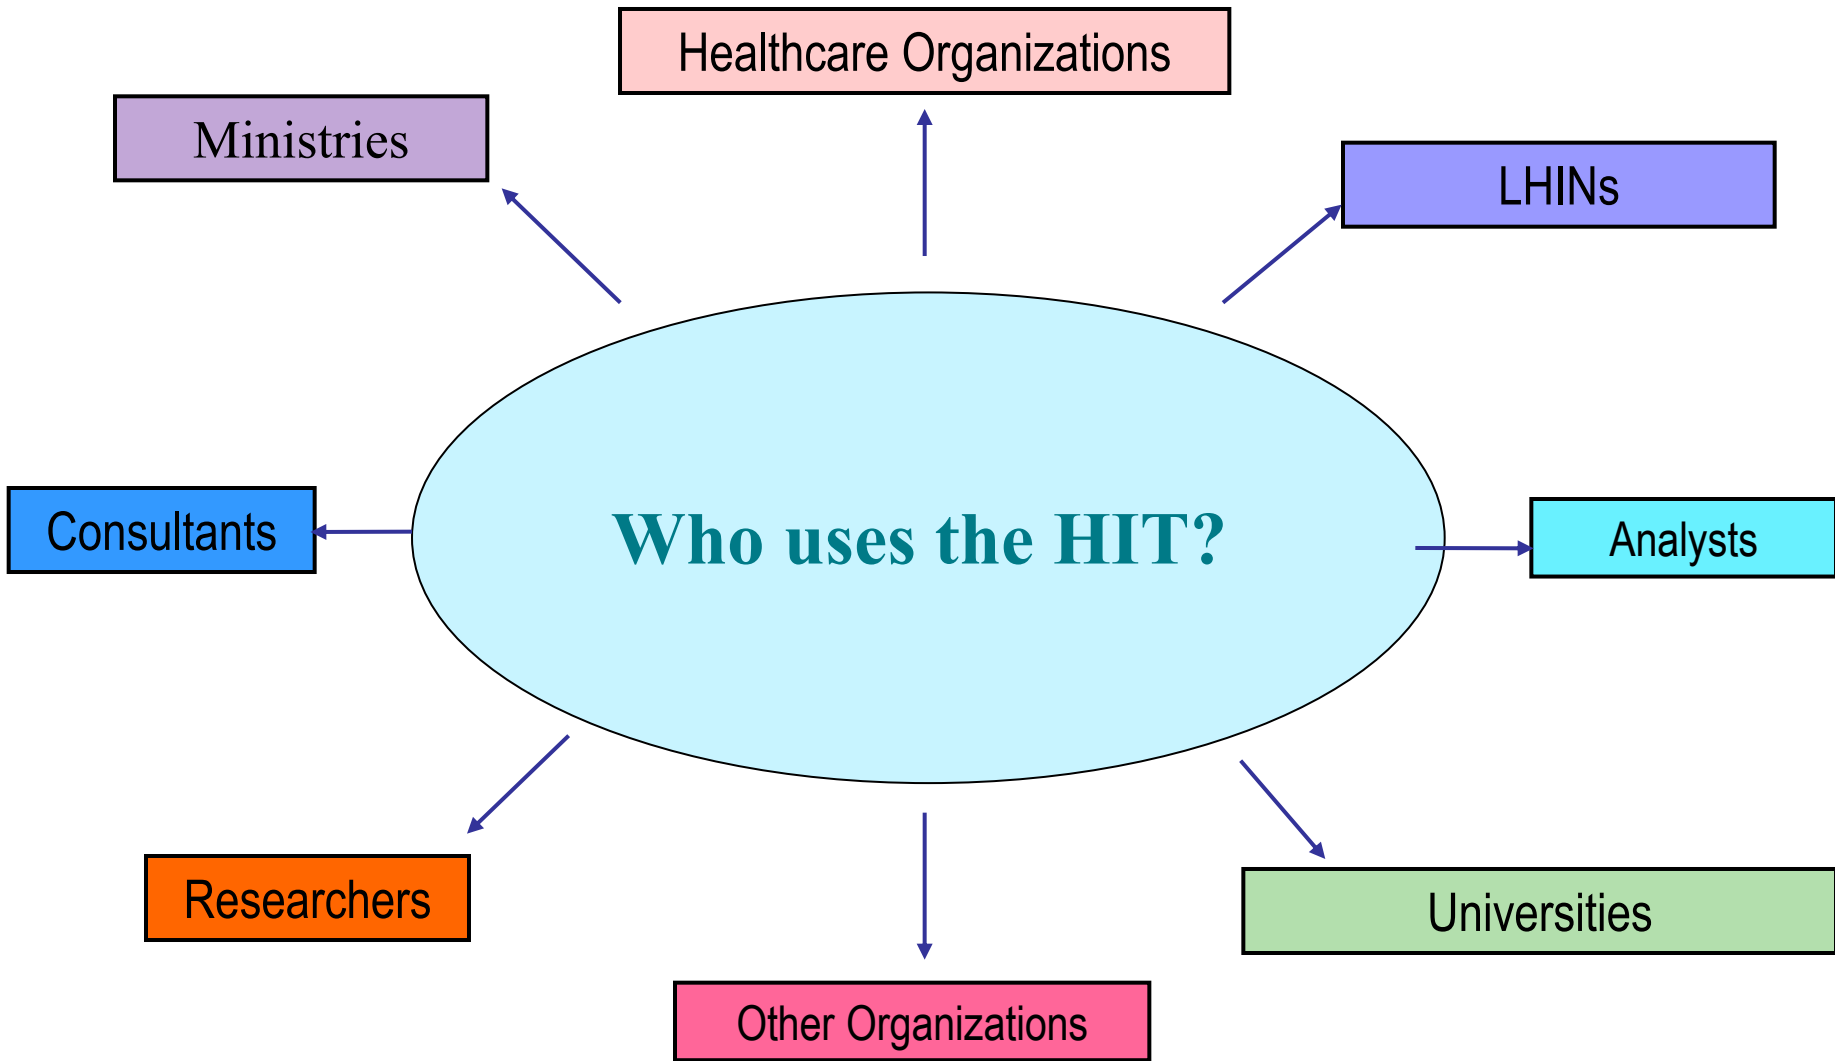 Healthcare Organizations
Ministries
LHINs
Consultants
Who uses the HIT?
Analysts
Researchers
Universities
Other Organizations